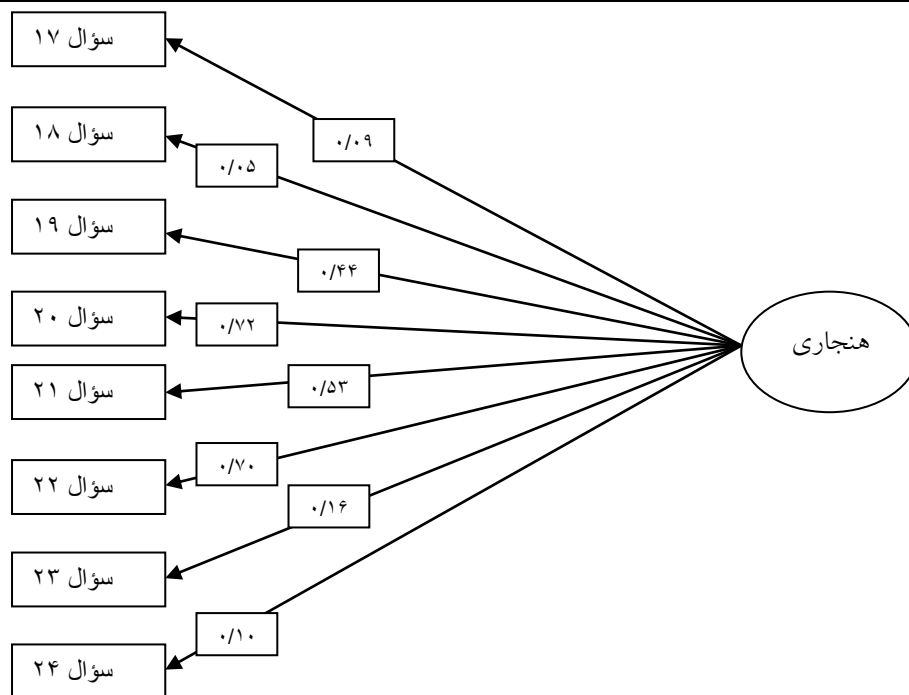 سؤال ۱۷
۰/۰۹
سؤال ۱۸
۰/۰۵
سؤال ۱۹
۰/۴۴
سؤال ۲۰
۰/۷۲
هنجاری
سؤال ۲۱
۰/۵۳
سؤال ۲۲
۰/۷۰
۰/۱۶
سؤال ۲۳
۰/۱۰
سؤال ۲۴